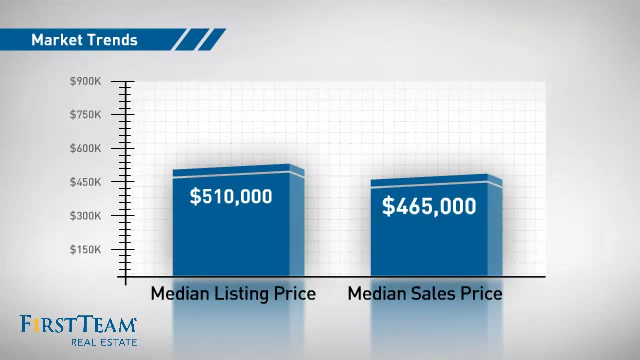 Market Trends
$900K
$750K
$600K
$450K
$300K
$150K
$510,000
$465,000
Median Listing Price
Median Sales Price
FIRSTTEAM®
REAL ESTATE